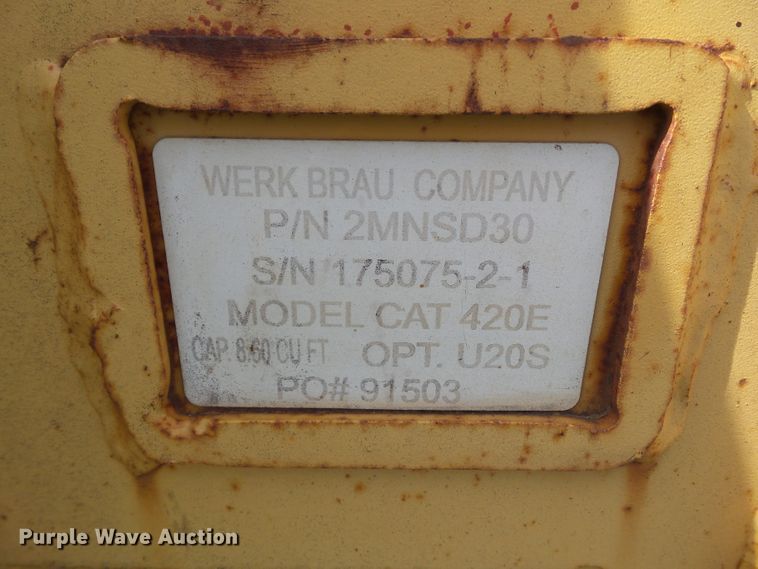 WERK BRAU COMPANY
P/N 2MNSD30
S/N 175075-2-1
MODEL CAT 420E
CAP. 8.60 CU FT OPT. U20S
PO# 91503
Purple Wave Auction®